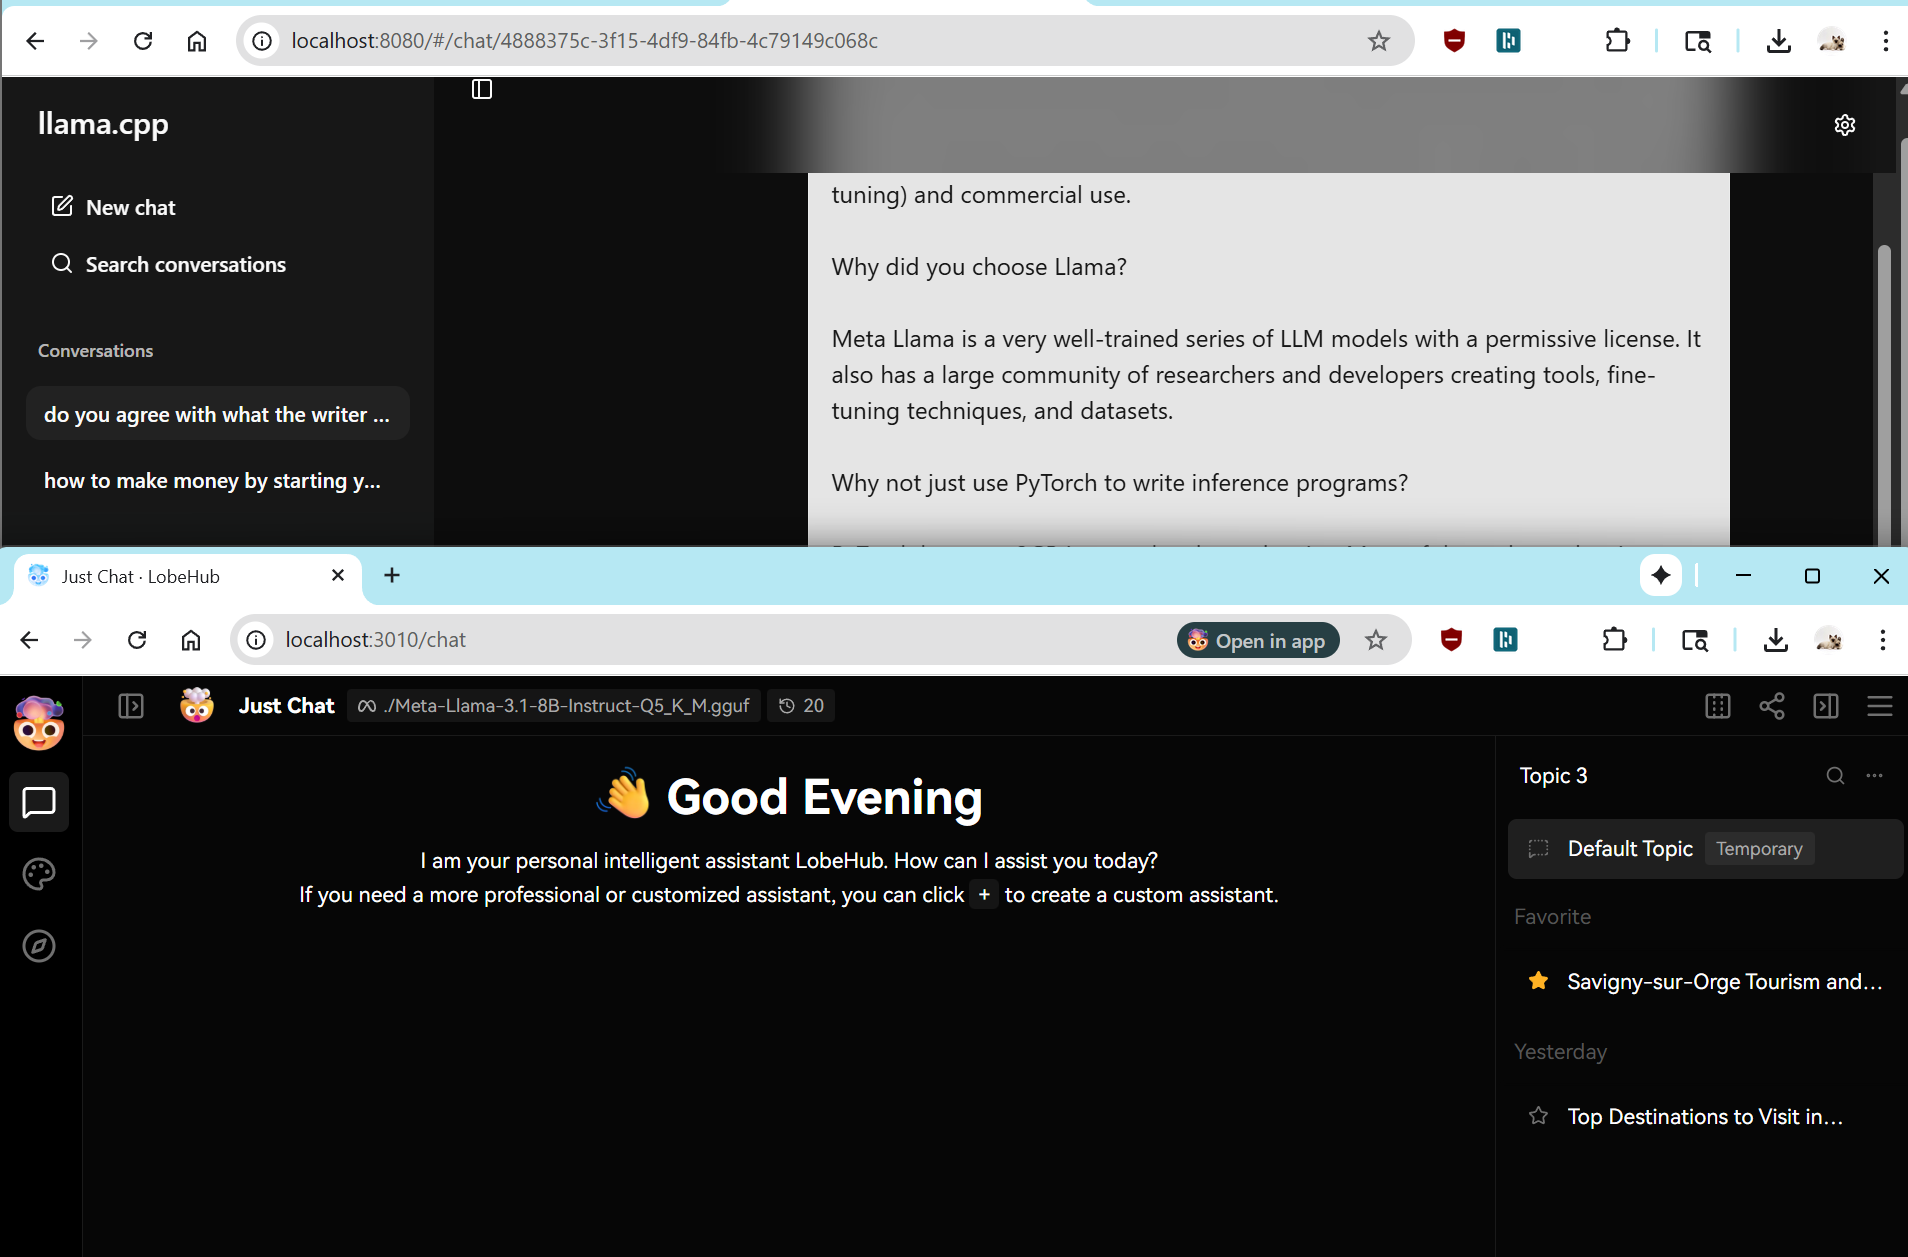 localhost:8080/#/chat/4888375c-3f15-4df9-84fb-4c79149c068c
llama.cpp
New chat
Search conversations
Conversations
do you agree with what the writer ...
how to make money by starting y...
tuning) and commercial use.
Why did you choose Llama?
Meta Llama is a very well-trained series of LLM models with a permissive license. It
also has a large community of researchers and developers creating tools, fine-
tuning techniques, and datasets.
Why not just use PyTorch to write inference programs?
Just Chat · LobeHub
localhost:3010/chat
Open in app
Just Chat
./Meta-Llama-3.1-8B-Instruct-Q5_K_M.gguf
20
👋 Good Evening
I am your personal intelligent assistant LobeHub. How can I assist you today?
If you need a more professional or customized assistant, you can click + to create a custom assistant.
Topic 3
Default Topic Temporary
Favorite
Savigny-sur-Orge Tourism and...
Yesterday
Top Destinations to Visit in...